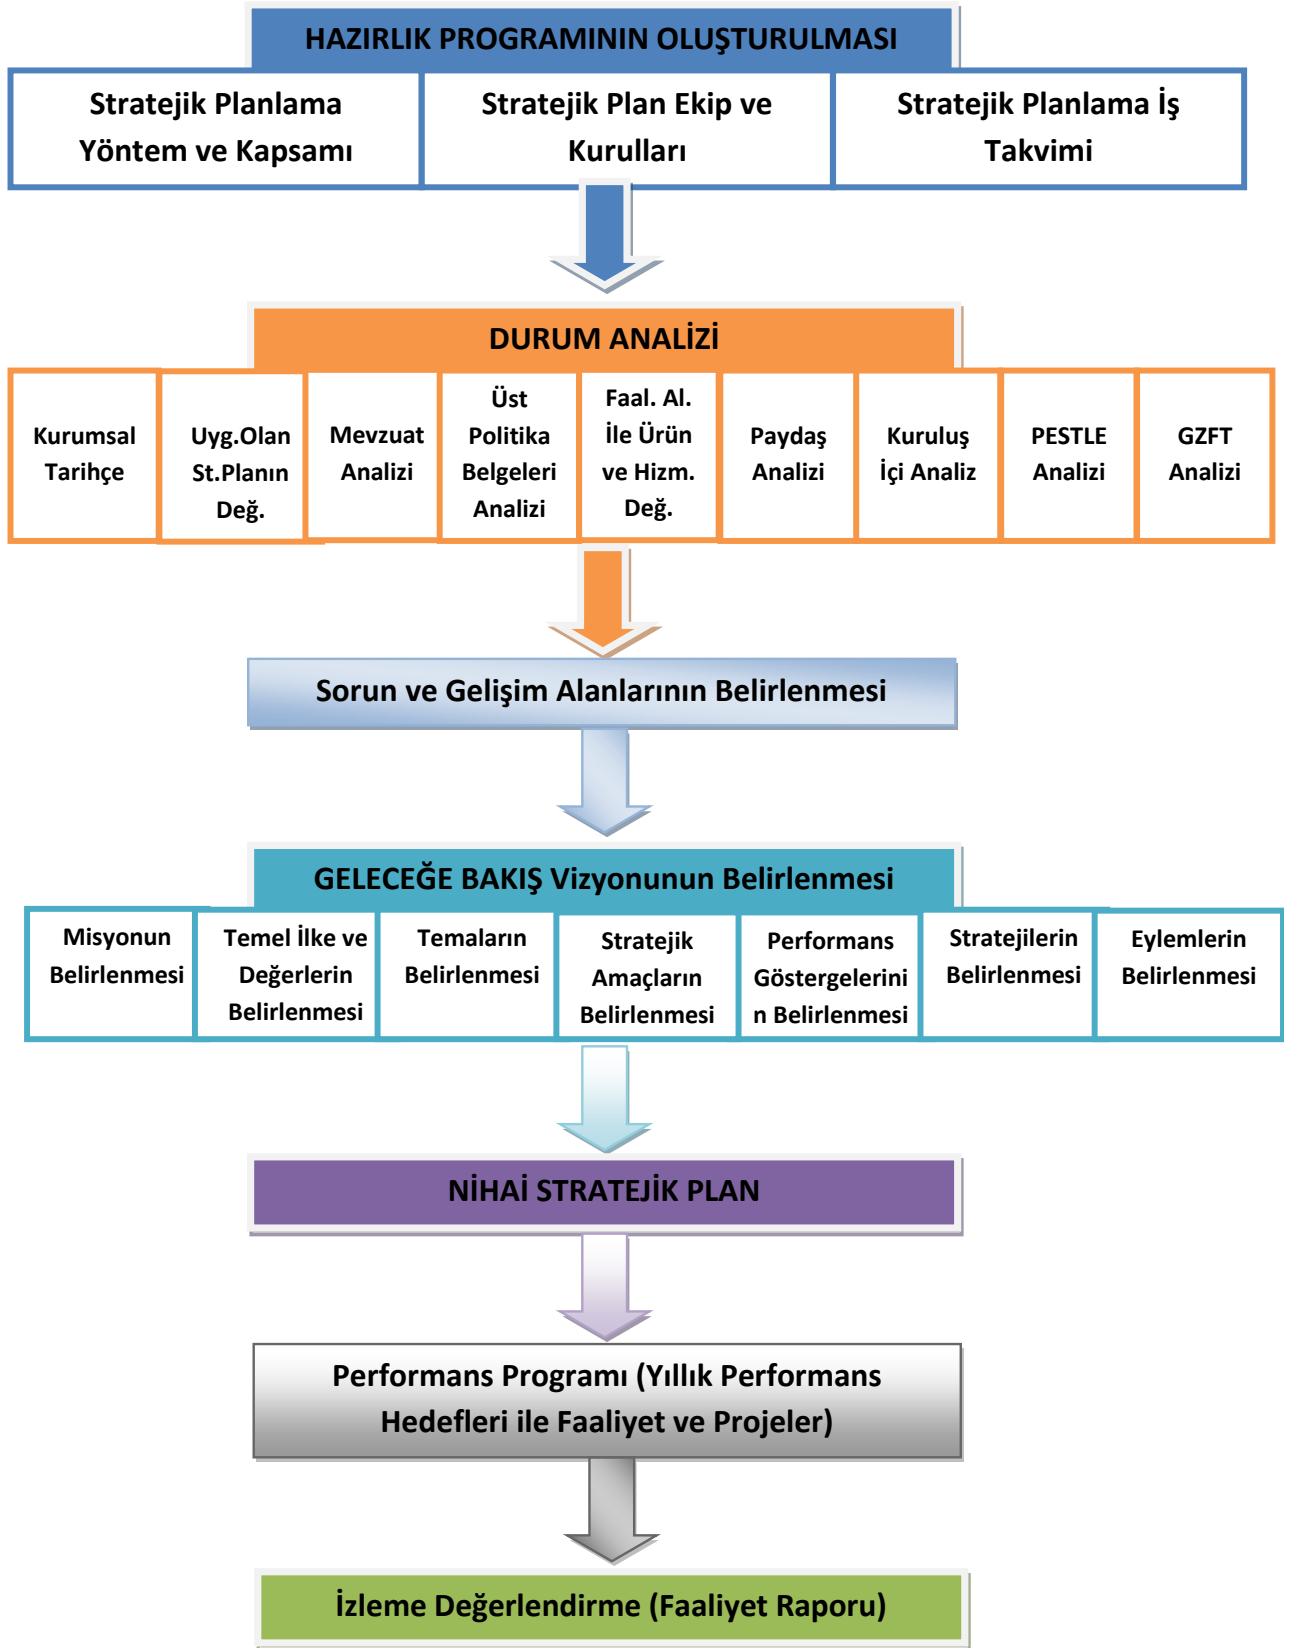 HAZIRLIK PROGRAMININ OLUŞTURULMASI
Stratejik Planlama
Yöntem ve Kapsamı
Stratejik Plan Ekip ve
Kurulları
Stratejik Planlama İş
Takvimi
DURUM ANALİZİ
Kurumsal
Tarihçe
Uyg.Olan
St.Planın
Değ.
Mevzuat
Analizi
Üst
Politika
Belgeleri
Analizi
Faal. Al.
İle Ürün
ve Hizm.
Değ.
Paydaş
Analizi
Kuruluş
İçi Analiz
PESTLE
Analizi
GZFT
Analizi
Sorun ve Gelişim Alanlarının Belirlenmesi
GELECEĞE BAKIŞ Vizyonunun Belirlenmesi
Misyonun
Belirlenmesi
Temel İlke ve
Değerlerin
Belirlenmesi
Temaların
Belirlenmesi
Stratejik
Amaçların
Belirlenmesi
Performans
Göstergelerini
n Belirlenmesi
Stratejilerin
Belirlenmesi
Eylemlerin
Belirlenmesi
NİHAİ STRATEJİK PLAN
Performans Programı (Yıllık Performans
Hedefleri ile Faaliyet ve Projeler)
İzleme Değerlendirme (Faaliyet Raporu)